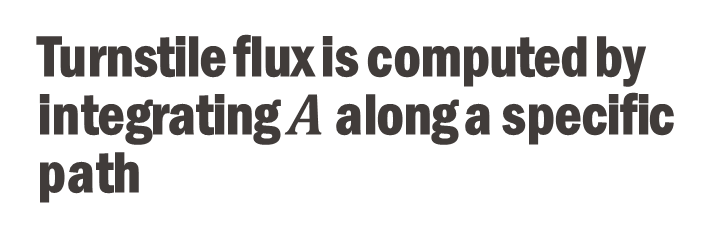 Turnstile flux is computed by
integrating A along a specific
path